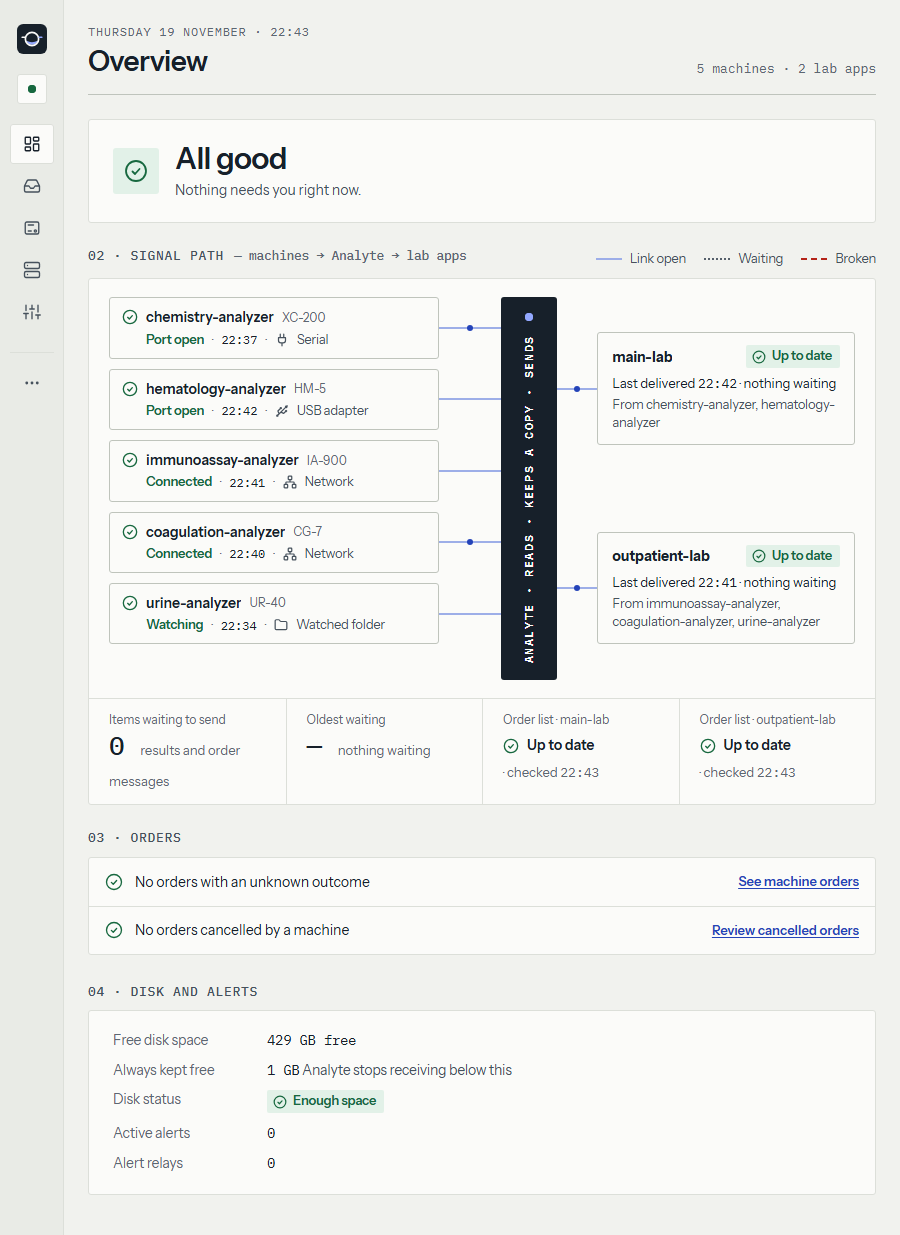 THURSDAY 19 NOVEMBER · 22:43
Overview
5 machines · 2 lab apps
All good
Nothing needs you right now.
02 · SIGNAL PATH — machines → Analyte → lab apps
Link open
Waiting
Broken
chemistry-analyzer XC-200
Port open · 22:37 · Serial
hematology-analyzer HM-5
Port open · 22:42 · USB adapter
immunoassay-analyzer IA-900
Connected · 22:41 · Network
coagulation-analyzer CG-7
Connected · 22:40 · Network
urine-analyzer UR-40
Watching · 22:34 · Watched folder
ANALYTE · READS · KEEPS A COPY · SENDS
main-lab
Up to date
Last delivered 22:42 · nothing waiting
From chemistry-analyzer, hematology-
analyzer
outpatient-lab
Up to date
Last delivered 22:41 · nothing waiting
From immunoassay-analyzer,
coagulation-analyzer, urine-analyzer
Items waiting to send
0 results and order
messages
Oldest waiting
— nothing waiting
Order list · main-lab
Up to date
· checked 22:43
Order list · outpatient-lab
Up to date
· checked 22:43
03 · ORDERS
No orders with an unknown outcome
See machine orders
No orders cancelled by a machine
Review cancelled orders
04 · DISK AND ALERTS
Free disk space 429 GB free
Always kept free 1 GB Analyte stops receiving below this
Disk status Enough space
Active alerts 0
Alert relays 0